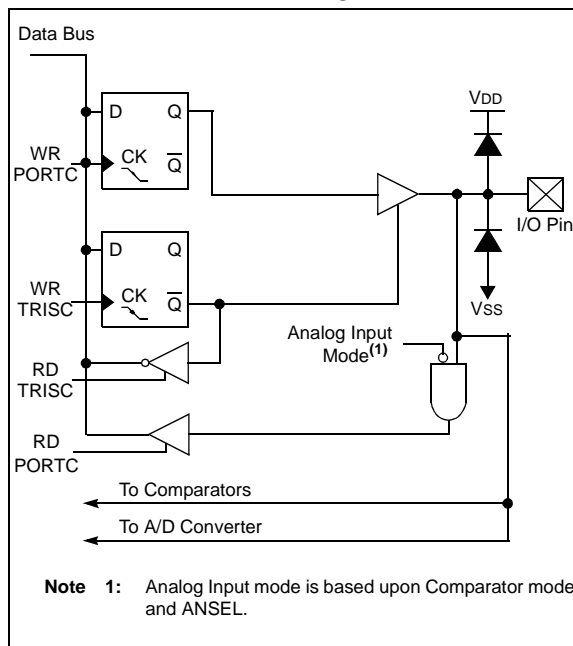 Data Bus
D Q
WR
PORTC
CK Q
VDD
I/O Pin
D Q
WR
TRISC
CK Q
VSS
Analog Input
Mode(1)
RD
TRISC
RD
PORTC
To Comparators
To A/D Converter
Note 1: Analog Input mode is based upon Comparator mode
and ANSEL.